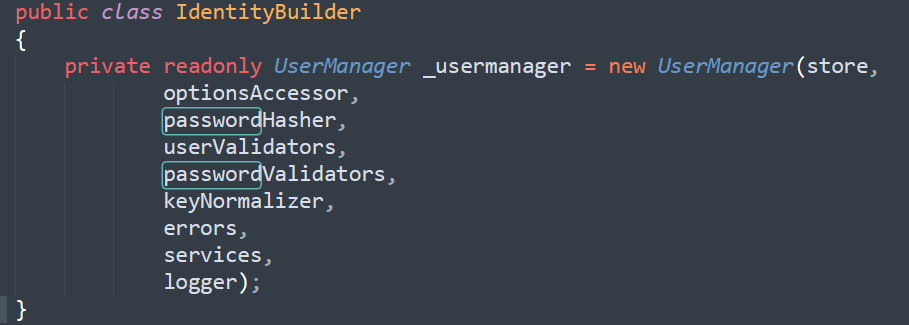 public class IdentityBuilder
{
private readonly UserManager _usermanager = new UserManager(store,
optionsAccessor,
passwordHasher,
userValidators,
passwordValidators,
keyNormalizer,
errors,
services,
logger);
}